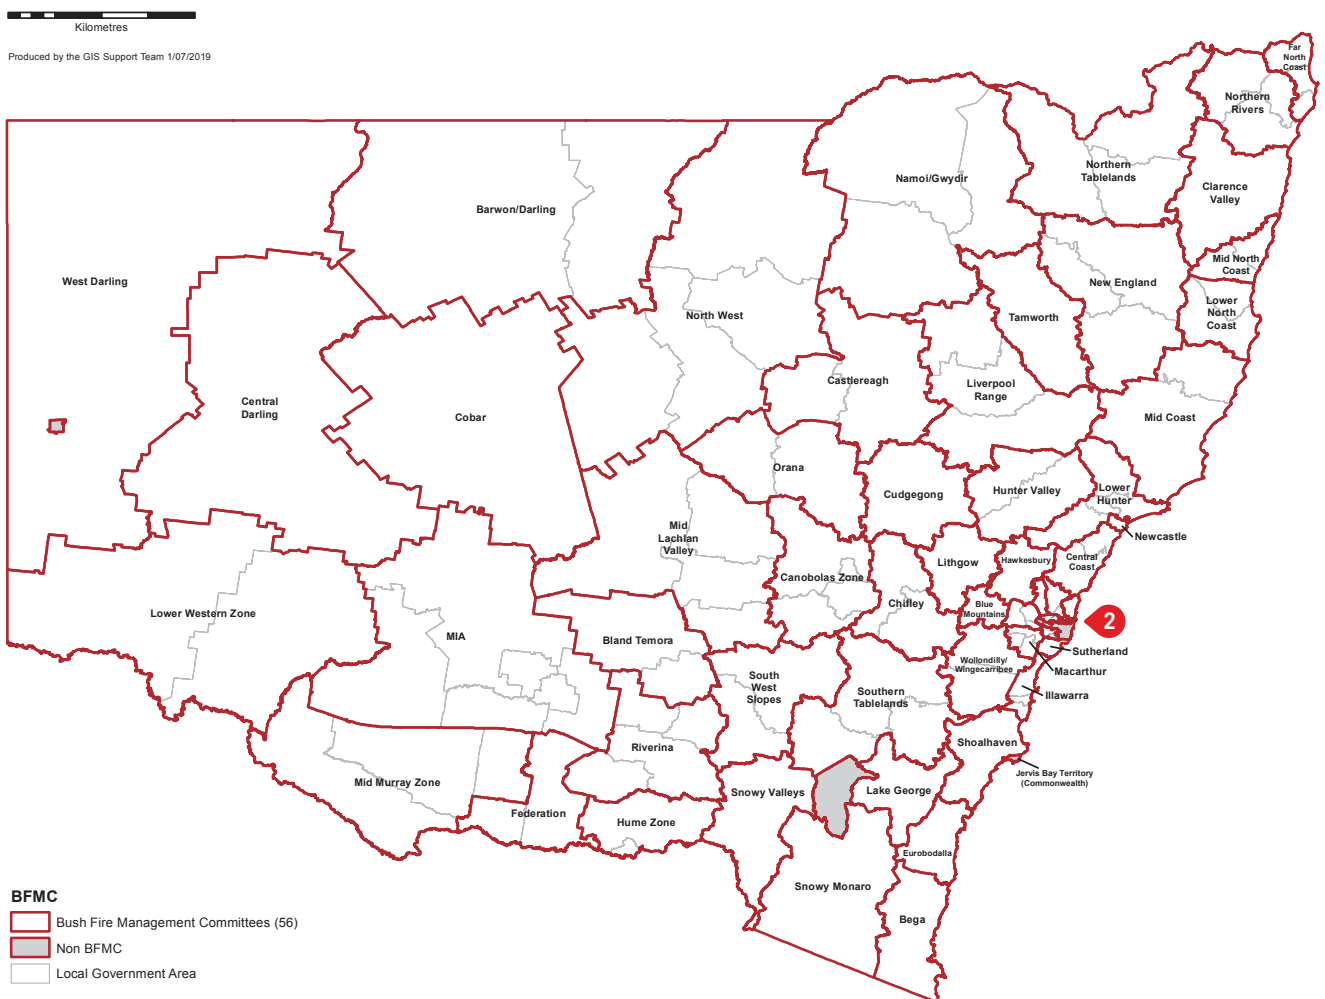 Kilometres
Produced by the GIS Support Team 1/07/2019
Far
North
Coast
Northern
Rivers
Northern
Tablelands
Namoi/Gwydir
Clarence
Valley
Barwon/Darling
Mid North
Coast
West Darling
New England
Lower
North
Coast
North West
Tamworth
Castlereagh
Liverpool
Range
Central
Darling
Cobar
Mid Coast
Orana
Cudgegong
Hunter Valley
Lower
Hunter
Mid
Lachlan
Valley
Newcastle
Lithgow
Hawkesbury
Central
Coast
Canobolas Zone
Chifley
Blue
Mountains
Lower Western Zone
MIA
Bland Temora
2
Sutherland
Macarthur
Wollondilly/
Wingecarribee
Illawarra
South
West
Slopes
Southern
Tablelands
Riverina
Shoalhaven
Jervis Bay Territory
(Commonwealth)
Mid Murray Zone
Snowy Valleys
Lake George
Federation
Hume Zone
Eurobodalla
Snowy Monaro
Bega
BFMC
Bush Fire Management Committees (56)
Non BFMC
Local Government Area